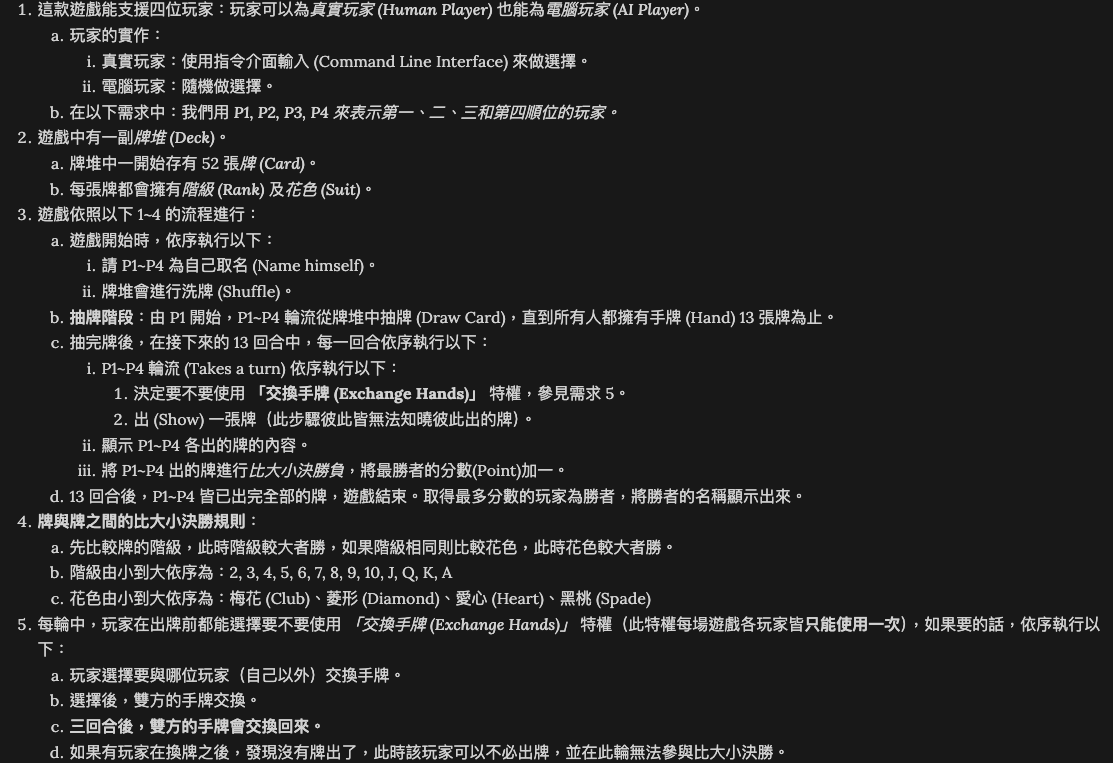 1. 這款遊戲能支援四位玩家：玩家可以為真實玩家 (Human Player) 也能為電腦玩家 (AI Player)。
a. 玩家的實作：
i. 真實玩家：使用指令介面輸入 (Command Line Interface) 來做選擇。
ii. 電腦玩家：隨機做選擇。
b. 在以下需求中：我們用 P1, P2, P3, P4 來表示第一、二、三和第四順位的玩家。
2. 遊戲中有一副牌堆 (Deck)。
a. 牌堆中一開始存有 52 張牌 (Card)。
b. 每張牌都會擁有階級 (Rank) 及花色 (Suit)。
3. 遊戲依照以下 1~4 的流程進行：
a. 遊戲開始時，依序執行以下：
i. 請 P1~P4 為自己取名 (Name himself)。
ii. 牌堆會進行洗牌 (Shuffle)。
b. 抽牌階段：由 P1 開始，P1~P4 輪流從牌堆中抽牌 (Draw Card)，直到所有人都擁有手牌 (Hand) 13 張牌為止。
c. 抽完牌後，在接下來的 13 回合中，每一回合依序執行以下：
i. P1~P4 輪流 (Takes a turn) 依序執行以下：
1. 決定要不要使用 「交換手牌 (Exchange Hands)」 特權，參見需求 5。
2. 出 (Show) 一張牌（此步驟彼此皆無法知曉彼此出的牌）。
ii. 顯示 P1~P4 各出的牌的內容。
iii. 將 P1~P4 出的牌進行比大小決勝負，將最勝者的分數(Point)加一。
d. 13 回合後，P1~P4 皆已出完全部的牌，遊戲結束。取得最多分數的玩家為勝者，將勝者的名稱顯示出來。
4. 牌與牌之間的比大小決勝規則：
a. 先比較牌的階級，此時階級較大者勝，如果階級相同則比較花色，此時花色較大者勝。
b. 階級由小到大依序為：2, 3, 4, 5, 6, 7, 8, 9, 10, J, Q, K, A
c. 花色由小到大依序為：梅花 (Club)、菱形 (Diamond)、愛心 (Heart)、黑桃 (Spade)
5. 每輪中，玩家在出牌前都能選擇要不要使用 「交換手牌 (Exchange Hands)」 特權（此特權每場遊戲各玩家皆只能使用一次），如果要的話，依序執行以
下：
a. 玩家選擇要與哪位玩家（自己以外）交換手牌。
b. 選擇後，雙方的手牌交換。
c. 三回合後，雙方的手牌會交換回來。
d. 如果有玩家在換牌之後，發現沒有牌出了，此時該玩家可以不必出牌，並在此輪無法參與比大小決勝。